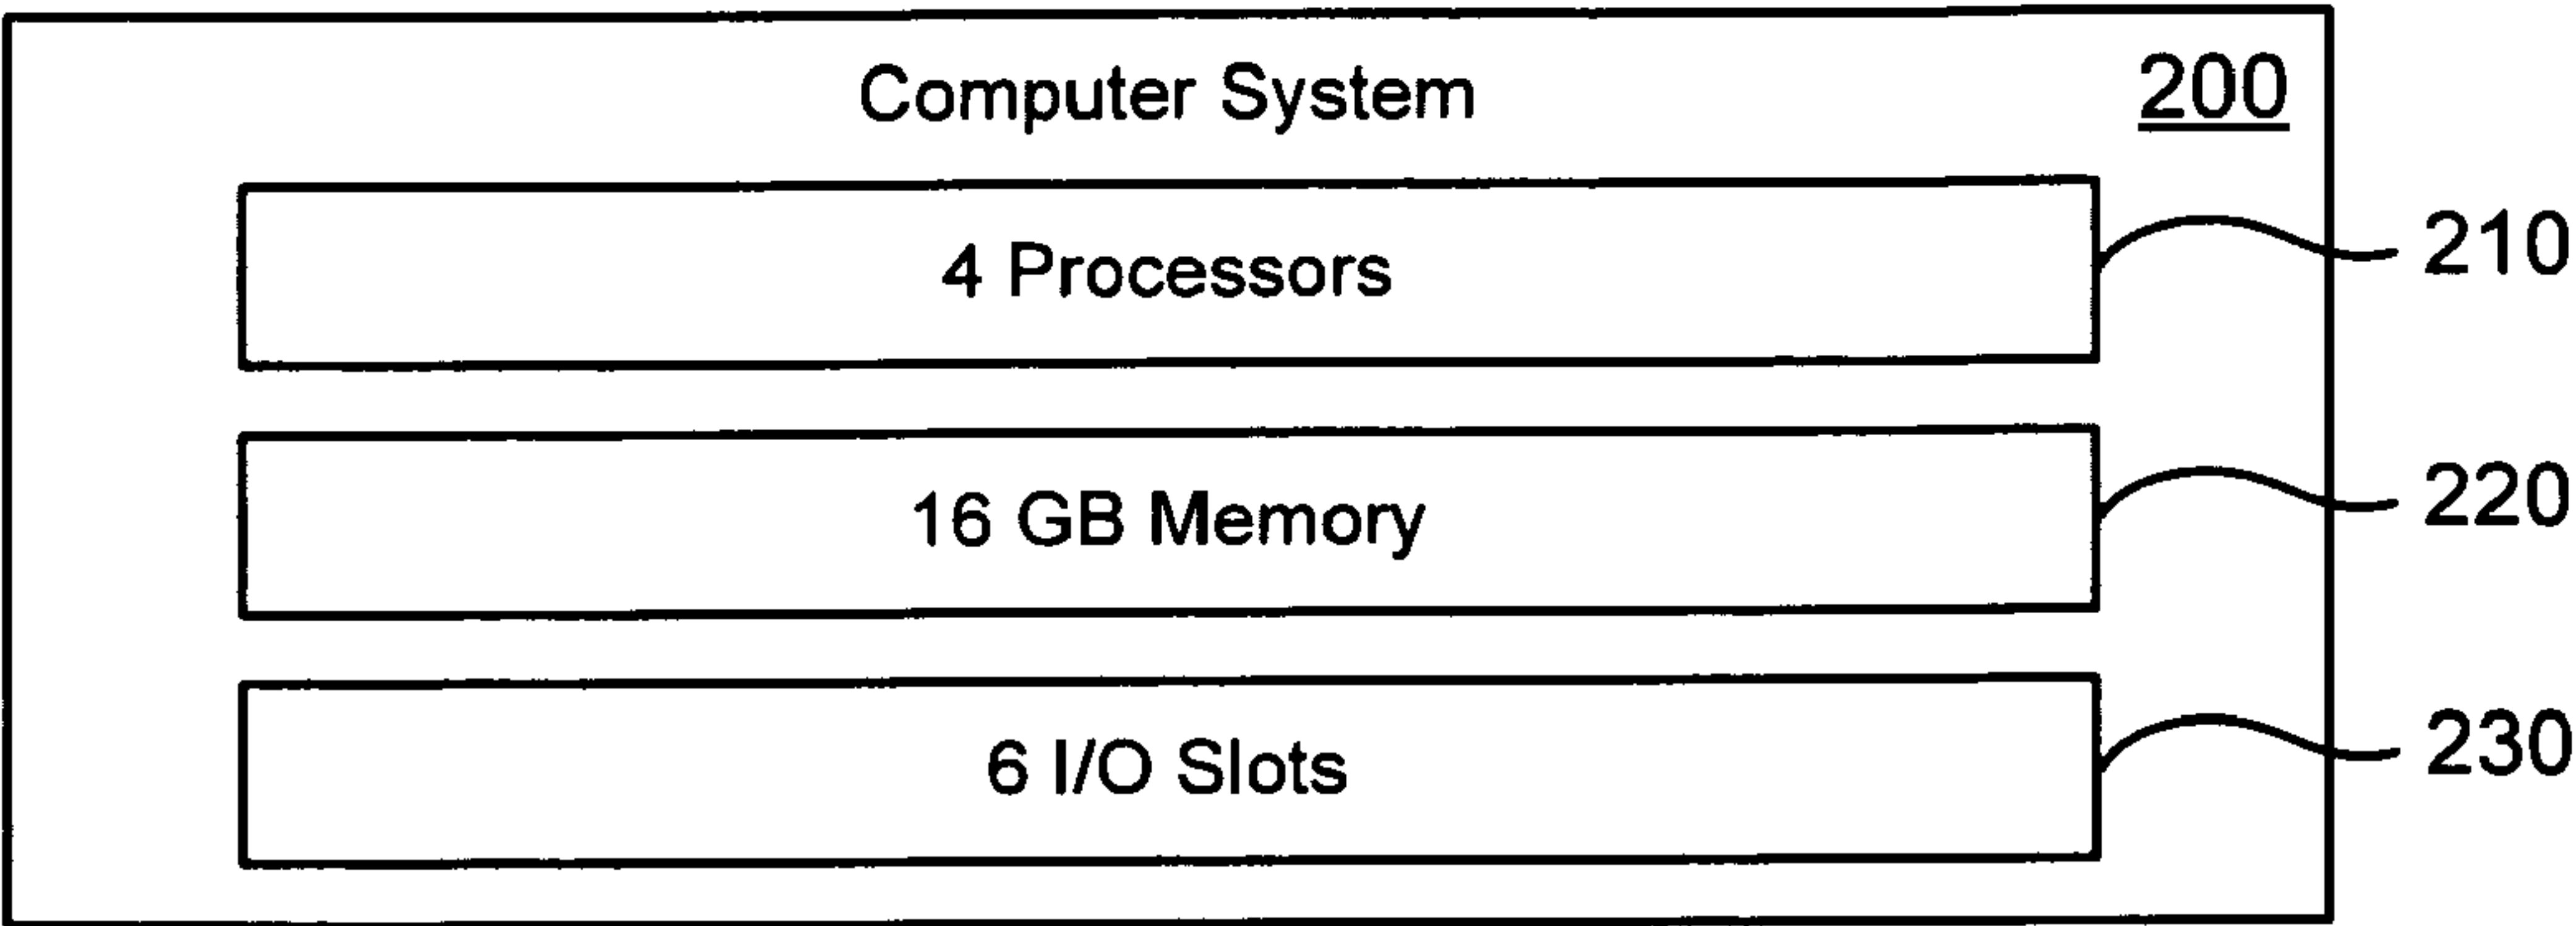 Computer System
200
4 Processors
210
16 GB Memory
220
6 I/O Slots
230